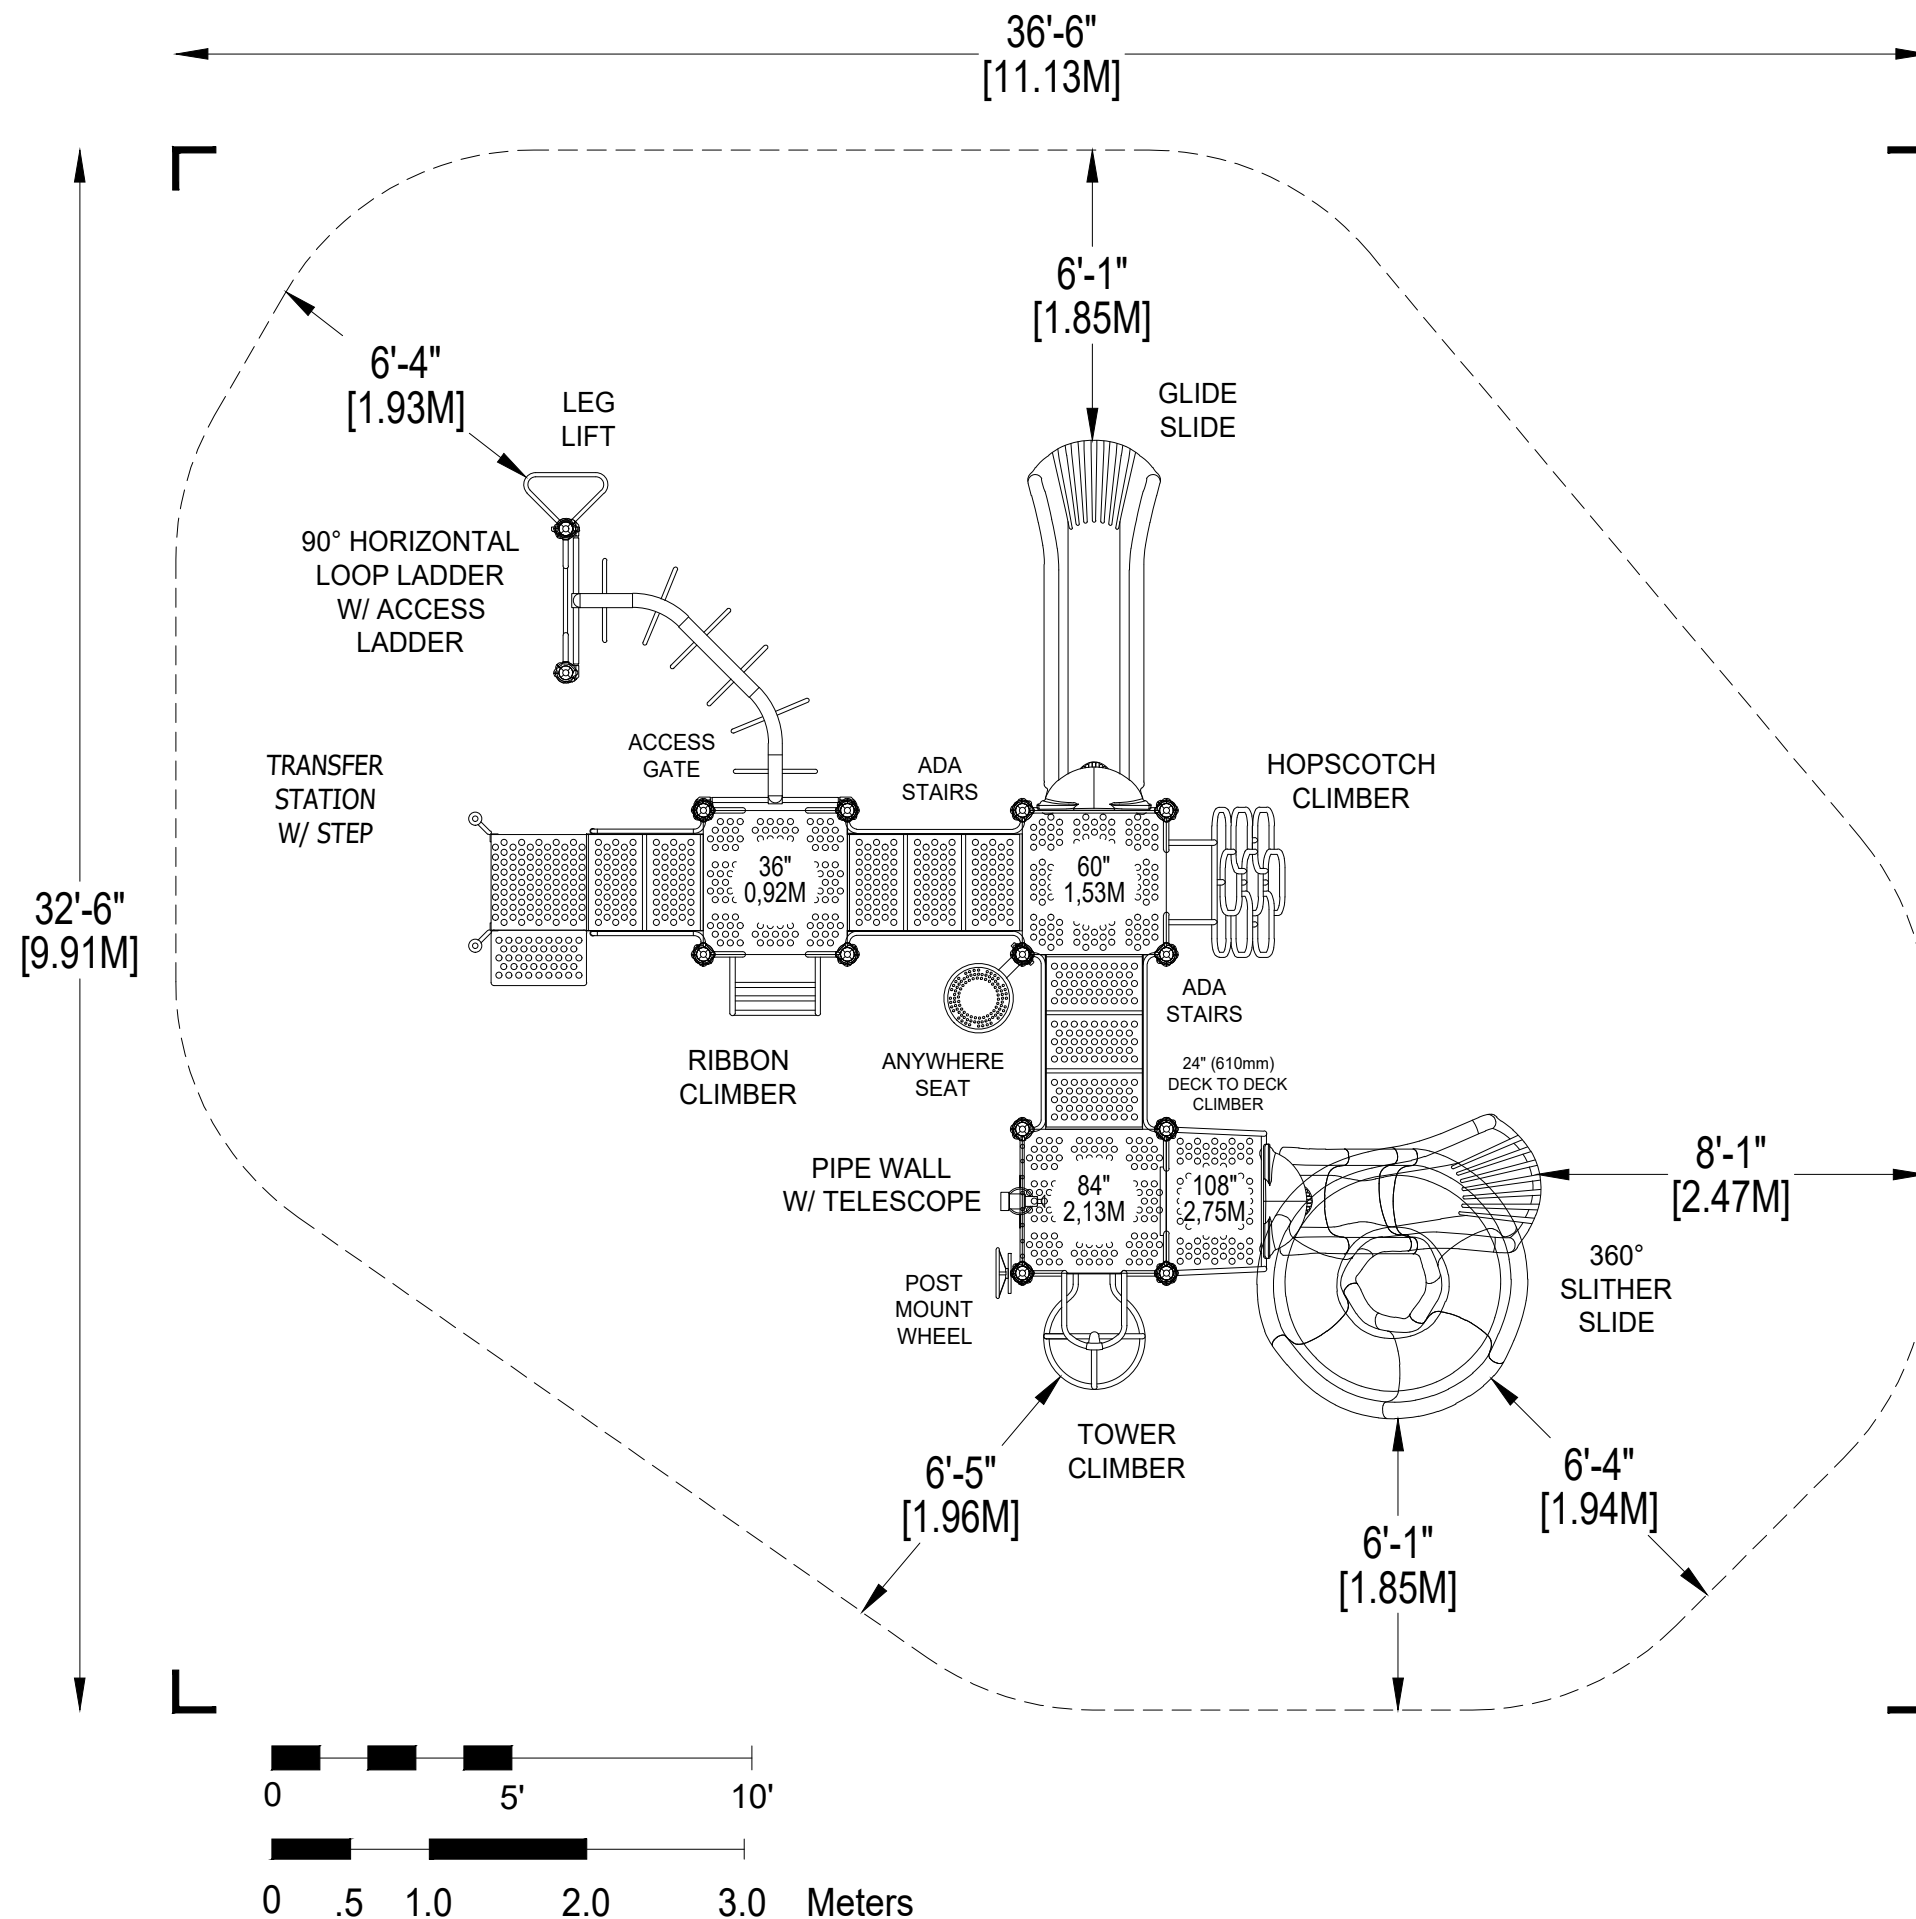 36'-6"
[11.13M]
6'-1"
[1.85M]
6'-4"
[1.93M]
LEG
LIFT
GLIDE
SLIDE
90° HORIZONTAL
LOOP LADDER
W/ ACCESS
LADDER
TRANSFER
STATION
W/ STEP
ACCESS
GATE
ADA
STAIRS
HOPSCOTCH
CLIMBER
36"
0,92M
60"
1,53M
32'-6"
[9.91M]
RIBBON
CLIMBER
ANYWHERE
SEAT
ADA
STAIRS
24" (610mm)
DECK TO DECK
CLIMBER
PIPE WALL
W/ TELESCOPE
84"
2,13M
108"
2,75M
8'-1"
[2.47M]
POST
MOUNT
WHEEL
360°
SLITHER
SLIDE
TOWER
CLIMBER
6'-5"
[1.96M]
6'-4"
[1.94M]
6'-1"
[1.85M]
0 5' 10'
0 .5 1.0 2.0 3.0 Meters